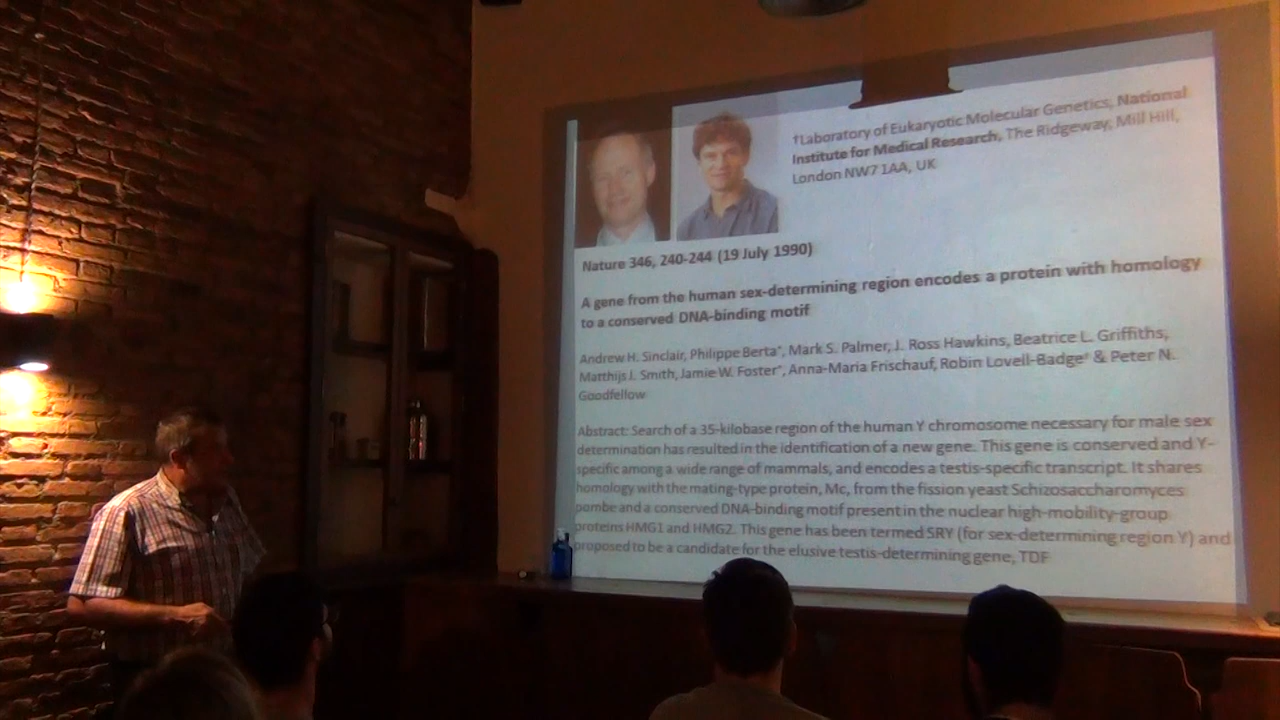 †Laboratory of Eukaryotic Molecular Genetics, National
Institute for Medical Research, The Ridgeway, Mill Hill,
London NW7 1AA, UK
Nature 346, 240-244 (19 July 1990)
A gene from the human sex-determining region encodes a protein with homology
to a conserved DNA-binding motif
Andrew H. Sinclair, Philippe Berta*, Mark S. Palmer, J. Ross Hawkins, Beatrice L. Griffiths,
Matthijs J. Smith, Jamie W. Foster*, Anna-Maria Frischauf, Robin Lovell-Badge† & Peter N.
Goodfellow
Abstract: Search of a 35-kilobase region of the human Y chromosome necessary for male sex
determination has resulted in the identification of a new gene. This gene is conserved and Y-
specific among a wide range of mammals, and encodes a testis-specific transcript. It shares
homology with the mating-type protein, Mc, from the fission yeast Schizosaccharomyces
pombe and a conserved DNA-binding motif present in the nuclear high-mobility-group
proteins HMG1 and HMG2. This gene has been termed SRY (for sex-determining region Y) and
proposed to be a candidate for the elusive testis-determining gene, TDF